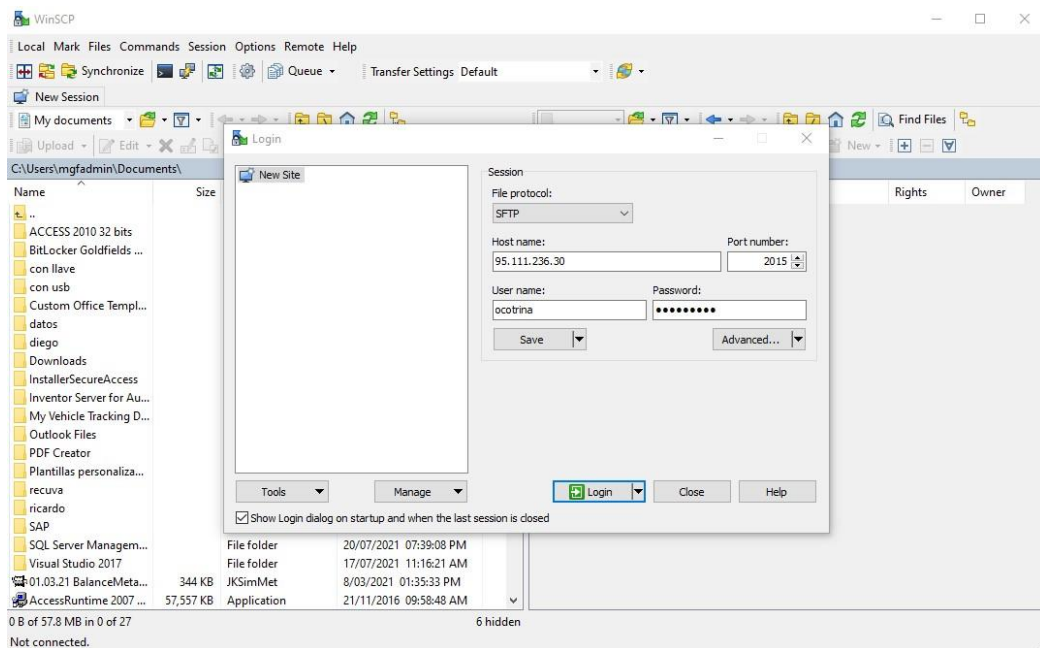 WinSCP
Local Mark Files Commands Session Options Remote Help
Synchronize Queue Transfer Settings Default
New Session
My documents Find Files
Upload Edit New
Login
C:\Users\mgfadmin\Documents\
Name Size Rights Owner
..
ACCESS 2010 32 bits
BitLocker Goldfields ...
con llave
con usb
Custom Office Templ...
datos
diego
Downloads
InstallerSecureAccess
Inventor Server for Au...
My Vehicle Tracking D...
Outlook Files
PDF Creator
Plantillas personaliza...
recuva
ricardo
SAP
SQL Server Managem... File folder 20/07/2021 07:39:08 PM
Visual Studio 2017 File folder 17/07/2021 11:16:21 AM
01.03.21 BalanceMeta... 344 KB JKSimMet 8/03/2021 01:35:33 PM
AccessRuntime 2007 ... 57,557 KB Application 21/11/2016 09:58:48 AM
New Site
Session
File protocol:
SFTP
Host name: Port number:
95.111.236.30 2015
User name: Password:
ocotrina •••••••••
Save Advanced...
Tools Manage Login Close Help
Show Login dialog on startup and when the last session is closed
0 B of 57.8 MB in 0 of 27 6 hidden
Not connected.